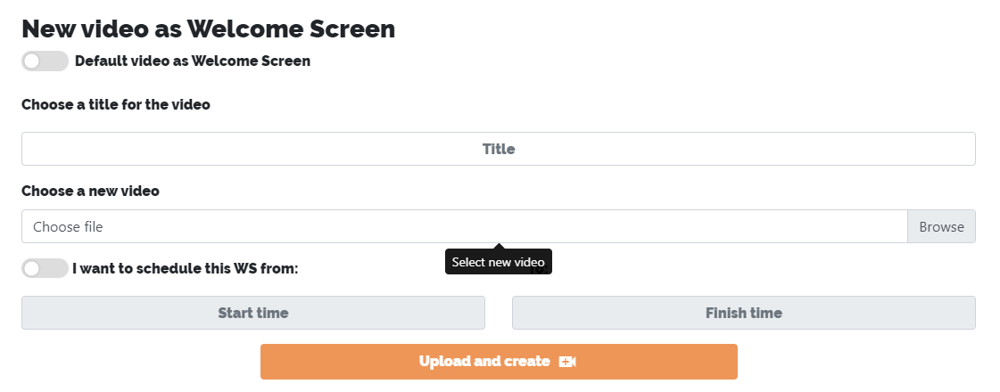 New video as Welcome Screen
Default video as Welcome Screen
Choose a title for the video
Title
Choose a new video
Choose file
Browse
Select new video
I want to schedule this WS from:
Start time
Finish time
Upload and create